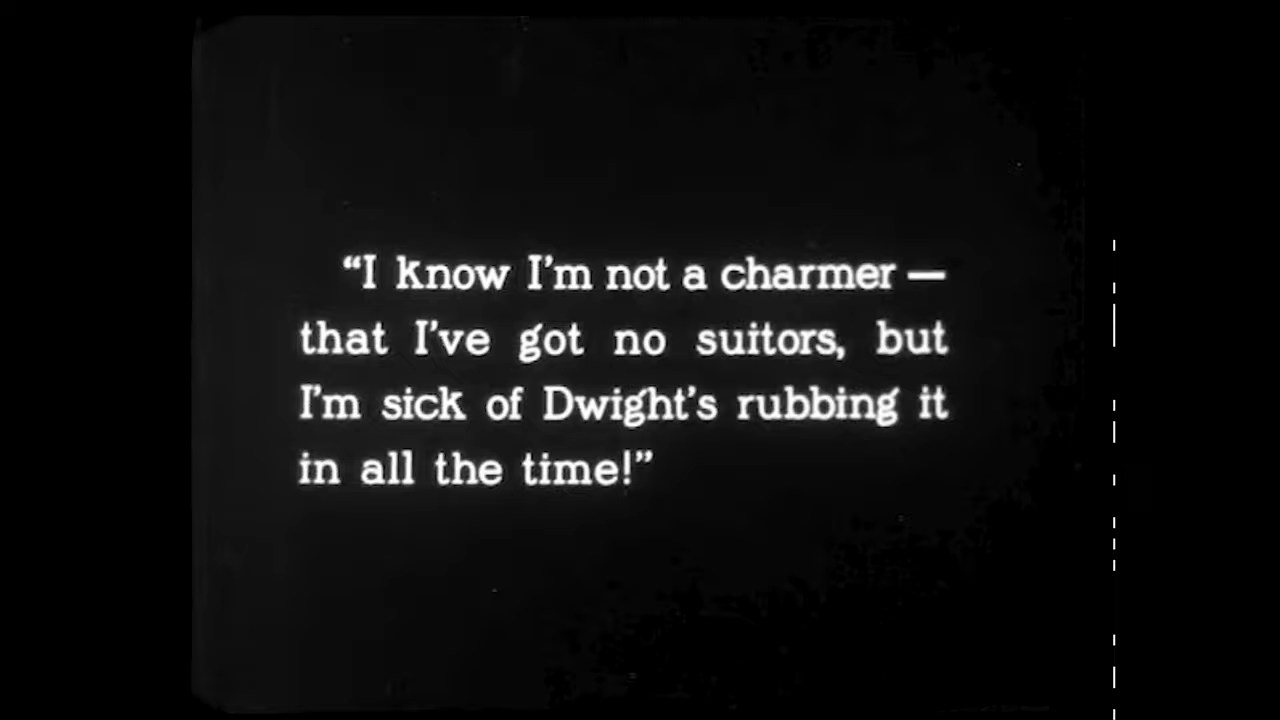 “I know I’m not a charmer —
that I’ve got no suitors, but
I’m sick of Dwight’s rubbing it
in all the time!”